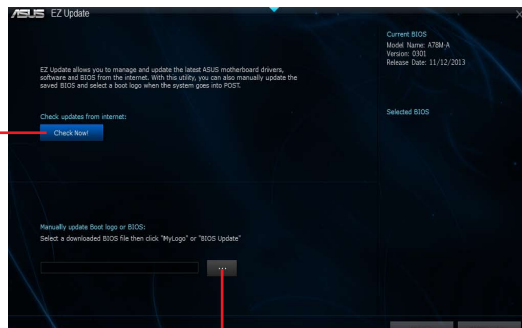 ASUS EZ Update
EZ Update allows you to manage and update the latest ASUS motherboard drivers,
software and BIOS from the internet. With this utility, you can also manually update the
saved BIOS and select a boot logo when the system goes into POST.
Check updates from internet:
Check Now!
Manually update Boot logo or BIOS:
Select a downloaded BIOS file then click "MyLogo" or "BIOS Update"
...
Current BIOS
Model Name: A78M-A
Version: 0301
Release Date: 11/12/2013
Selected BIOS